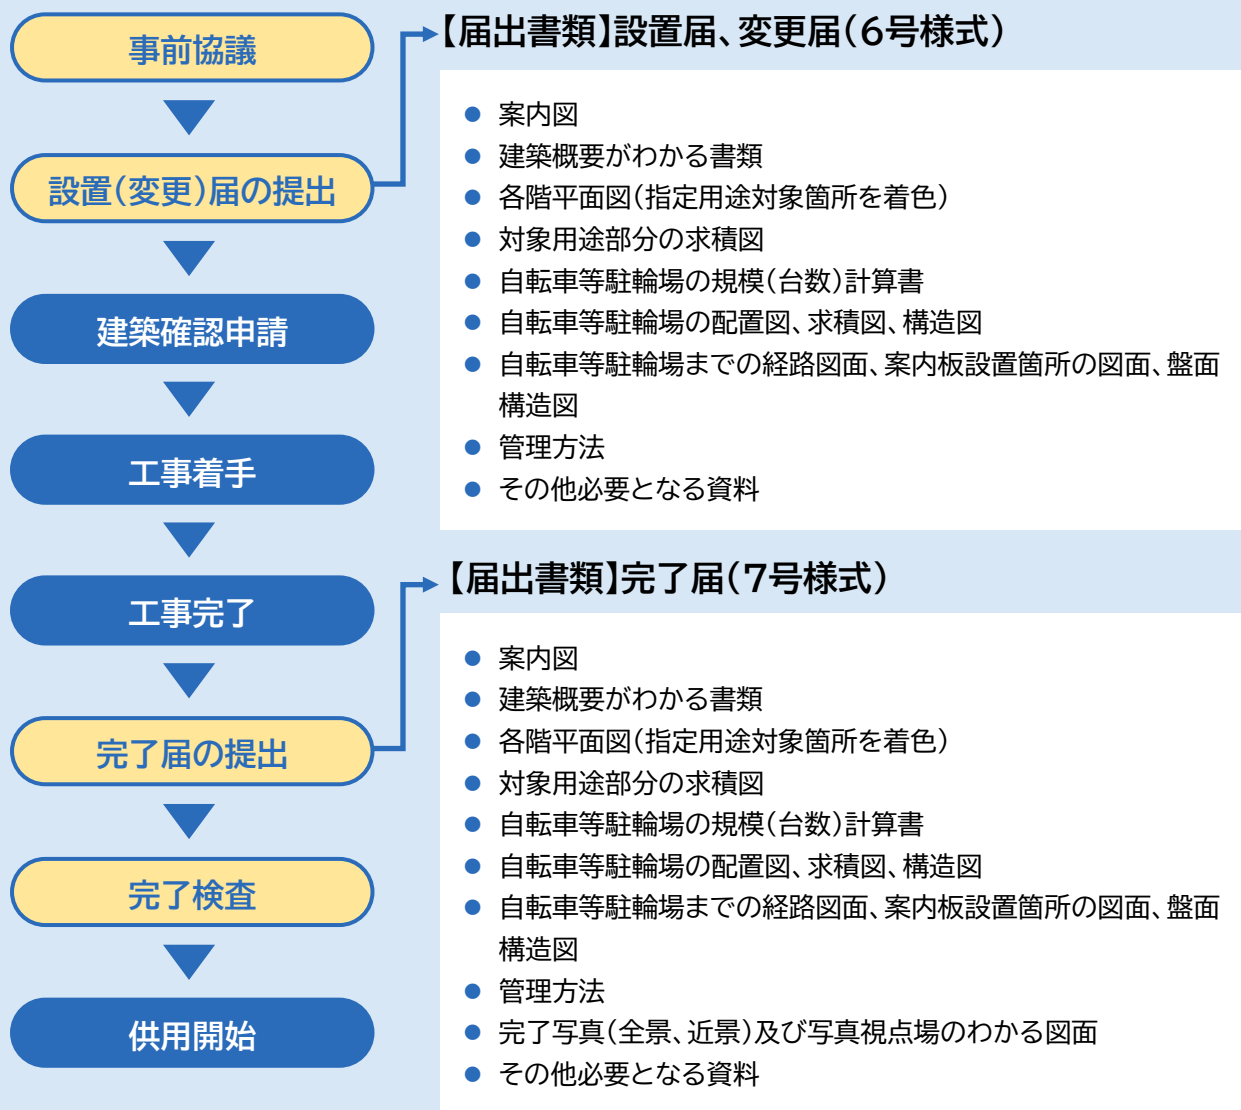 事前協議
設置(変更)届の提出
建築確認申請
工事着手
工事完了
完了届の提出
完了検査
供用開始
【届出書類】設置届、変更届(6号様式)
● 案内図
● 建築概要がわかる書類
● 各階平面図(指定用途対象箇所を着色)
● 対象用途部分の求積図
● 自転車等駐輪場の規模(台数)計算書
● 自転車等駐輪場の配置図、求積図、構造図
● 自転車等駐輪場までの経路図面、案内板設置箇所の図面、盤面
構造図
● 管理方法
● その他必要となる資料
【届出書類】完了届(7号様式)
● 案内図
● 建築概要がわかる書類
● 各階平面図(指定用途対象箇所を着色)
● 対象用途部分の求積図
● 自転車等駐輪場の規模(台数)計算書
● 自転車等駐輪場の配置図、求積図、構造図
● 自転車等駐輪場までの経路図面、案内板設置箇所の図面、盤面
構造図
● 管理方法
● 完了写真(全景、近景)及び写真視点場のわかる図面
● その他必要となる資料